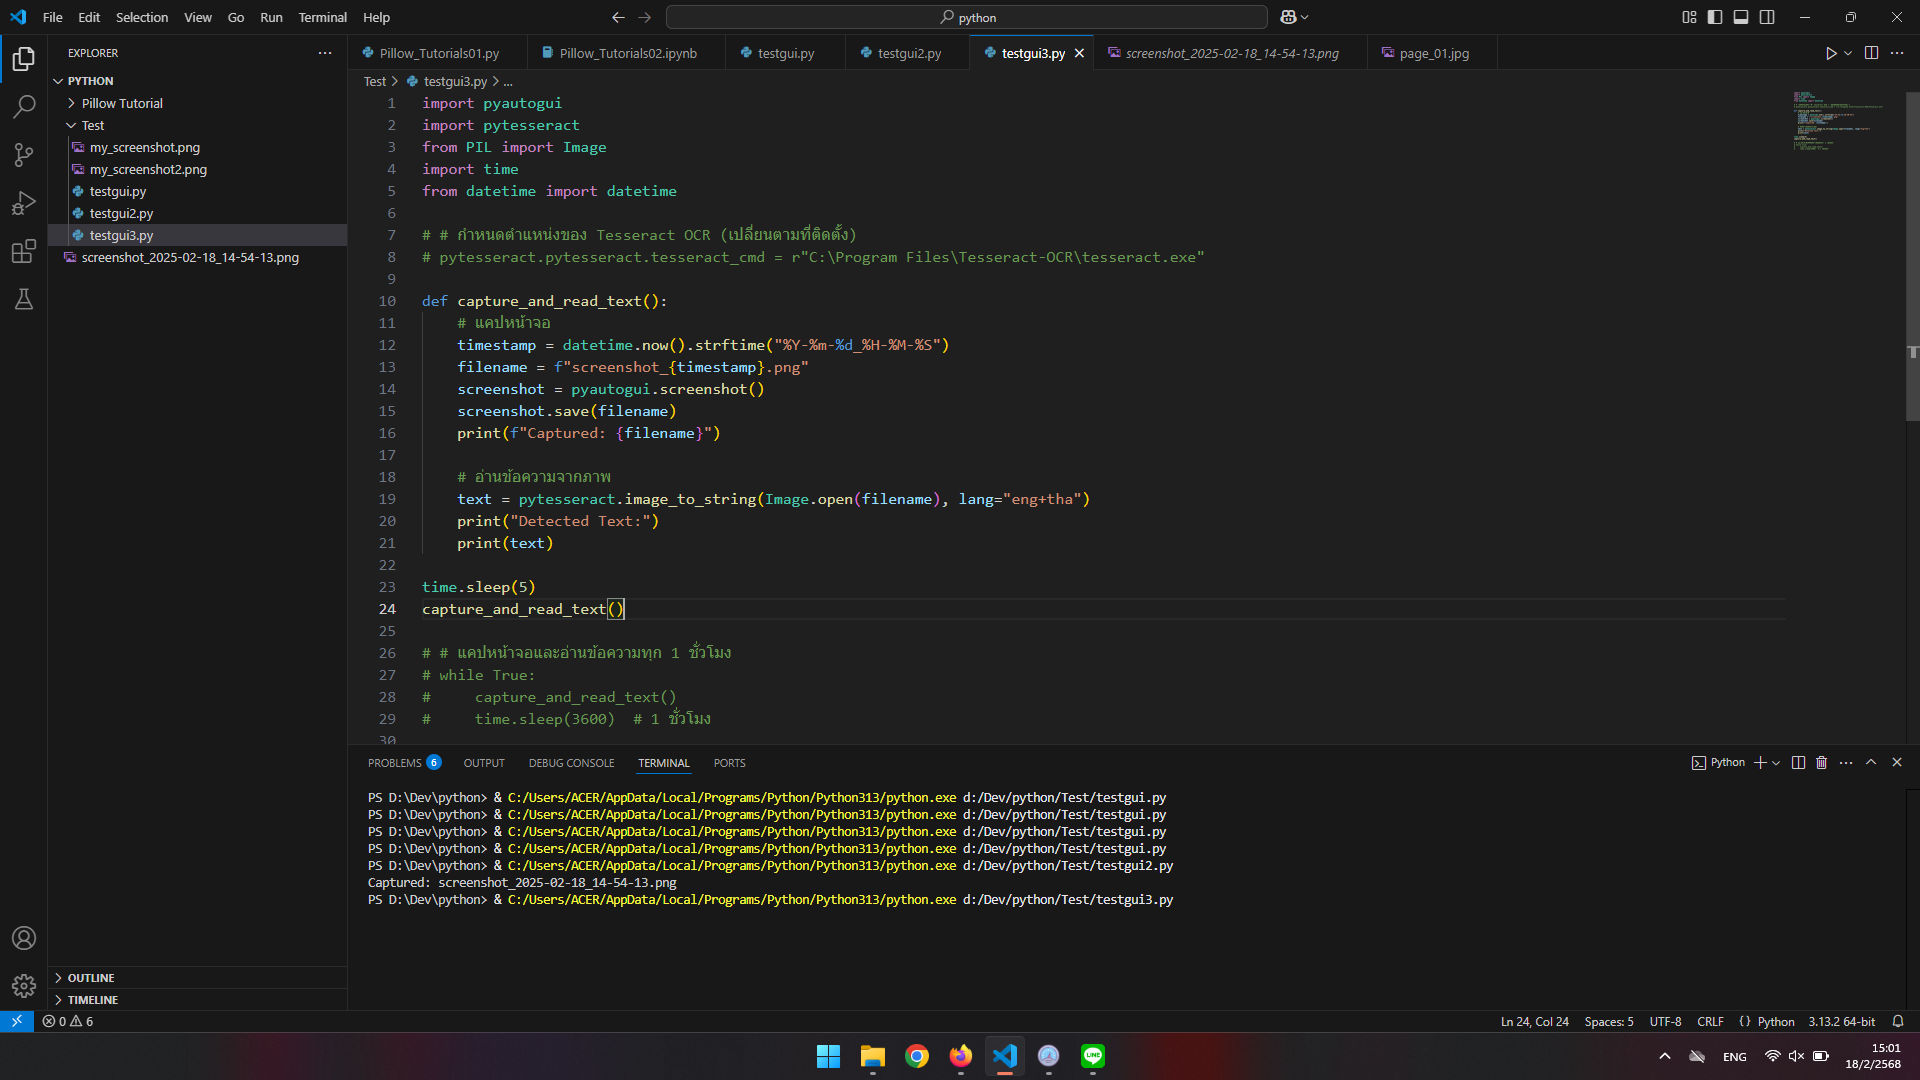 File Edit Selection View Go Run Terminal Help
python
EXPLORER
PYTHON
Pillow Tutorial
Test
my_screenshot.png
my_screenshot2.png
testgui.py
testgui2.py
testgui3.py
screenshot_2025-02-18_14-54-13.png
OUTLINE
TIMELINE
Pillow_Tutorials01.py Pillow_Tutorials02.ipynb testgui.py testgui2.py testgui3.py screenshot_2025-02-18_14-54-13.png page_01.jpg
Test > testgui3.py > ...
1 import pyautogui
2 import pytesseract
3 from PIL import Image
4 import time
5 from datetime import datetime
6
7 # # กำหนดตำแหน่งของ Tesseract OCR (เปลี่ยนตามที่ติดตั้ง)
8 # pytesseract.pytesseract.tesseract_cmd = r"C:\Program Files\Tesseract-OCR\tesseract.exe"
9
10 def capture_and_read_text():
11 # แคปหน้าจอ
12 timestamp = datetime.now().strftime("%Y-%m-%d_%H-%M-%S")
13 filename = f"screenshot_{timestamp}.png"
14 screenshot = pyautogui.screenshot()
15 screenshot.save(filename)
16 print(f"Captured: {filename}")
17
18 # อ่านข้อความจากภาพ
19 text = pytesseract.image_to_string(Image.open(filename), lang="eng+tha")
20 print("Detected Text:")
21 print(text)
22
23 time.sleep(5)
24 capture_and_read_text()
25
26 # # แคปหน้าจอและอ่านข้อความทุก 1 ชั่วโมง
27 # while True:
28 # capture_and_read_text()
29 # time.sleep(3600) # 1 ชั่วโมง
30
PROBLEMS 6 OUTPUT DEBUG CONSOLE TERMINAL PORTS
Python
PS D:\Dev\python> & C:/Users/ACER/AppData/Local/Programs/Python/Python313/python.exe d:/Dev/python/Test/testgui.py
PS D:\Dev\python> & C:/Users/ACER/AppData/Local/Programs/Python/Python313/python.exe d:/Dev/python/Test/testgui.py
PS D:\Dev\python> & C:/Users/ACER/AppData/Local/Programs/Python/Python313/python.exe d:/Dev/python/Test/testgui.py
PS D:\Dev\python> & C:/Users/ACER/AppData/Local/Programs/Python/Python313/python.exe d:/Dev/python/Test/testgui.py
PS D:\Dev\python> & C:/Users/ACER/AppData/Local/Programs/Python/Python313/python.exe d:/Dev/python/Test/testgui2.py
Captured: screenshot_2025-02-18_14-54-13.png
PS D:\Dev\python> & C:/Users/ACER/AppData/Local/Programs/Python/Python313/python.exe d:/Dev/python/Test/testgui3.py
0 6
Ln 24, Col 24 Spaces: 5 UTF-8 CRLF {} Python 3.13.2 64-bit
LINE
ENG
15:01
18/2/2568